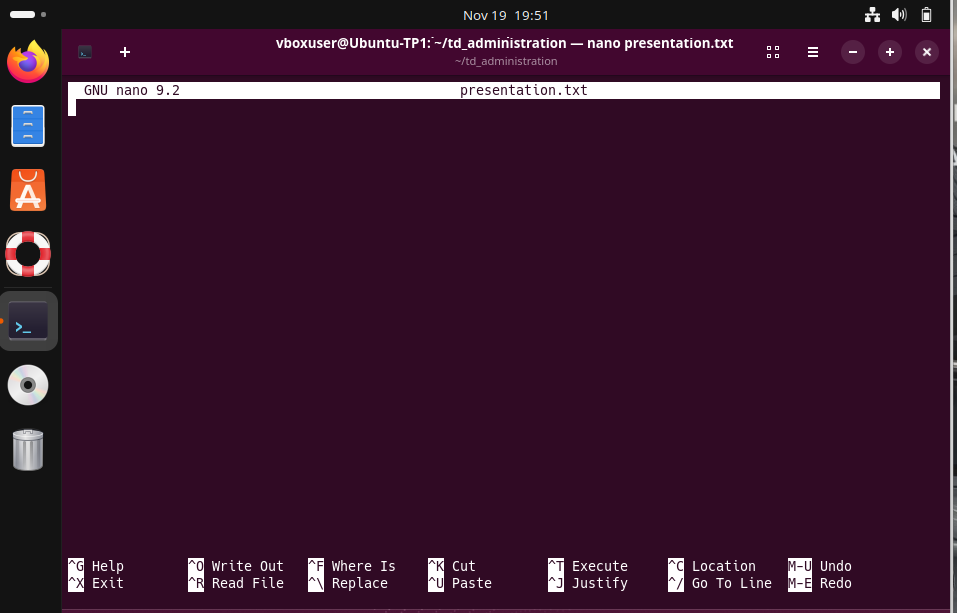 Nov 19 19:51
vboxuser@Ubuntu-TP1: ~/td_administration — nano presentation.txt
~/td_administration
GNU nano 9.2 presentation.txt
^G Help ^O Write Out ^F Where Is ^K Cut ^T Execute ^C Location M-U Undo
^X Exit ^R Read File ^\ Replace ^U Paste ^J Justify ^/ Go To Line M-E Redo